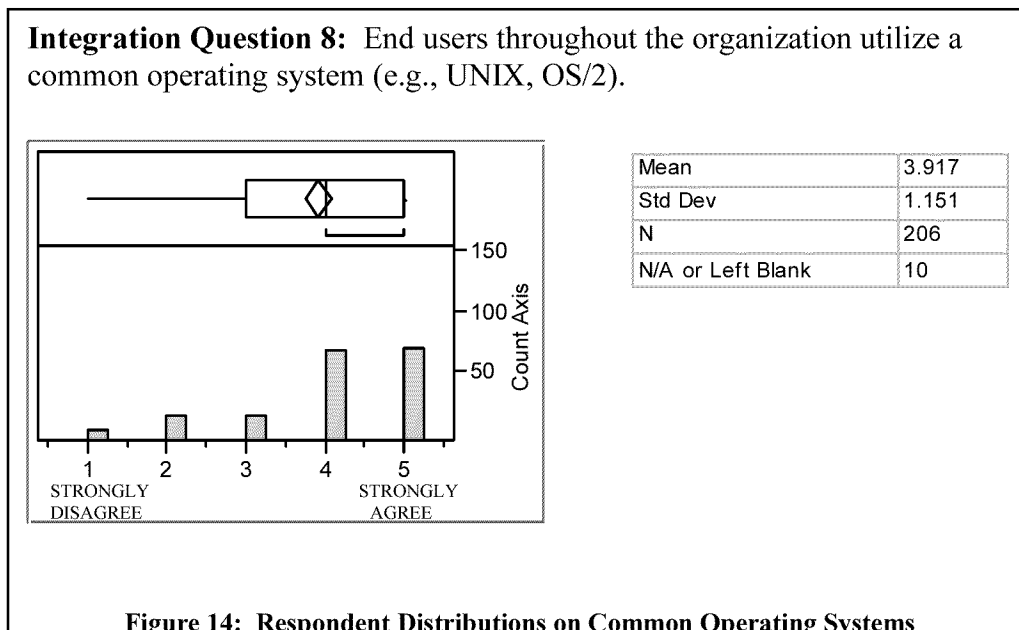 Integration Question 8: End users throughout the organization utilize a
common operating system (e.g., UNIX, OS/2).
150
100
50
Count Axis
1 2 3 4 5
STRONGLY DISAGREE
STRONGLY AGREE
Mean 3.917
Std Dev 1.151
N 206
N/A or Left Blank 10
Figure 14: Respondent Distributions on Common Operating Systems